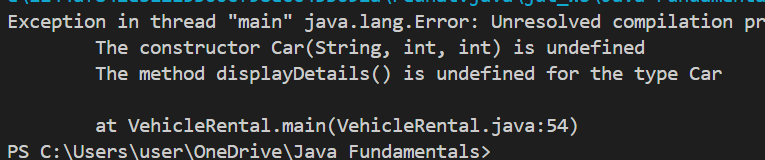 Exception in thread "main" java.lang.Error: Unresolved compilation pr
The constructor Car(String, int, int) is undefined
The method displayDetails() is undefined for the type Car
at VehicleRental.main(VehicleRental.java:54)
PS C:\Users\user\OneDrive\Java Fundamentals>